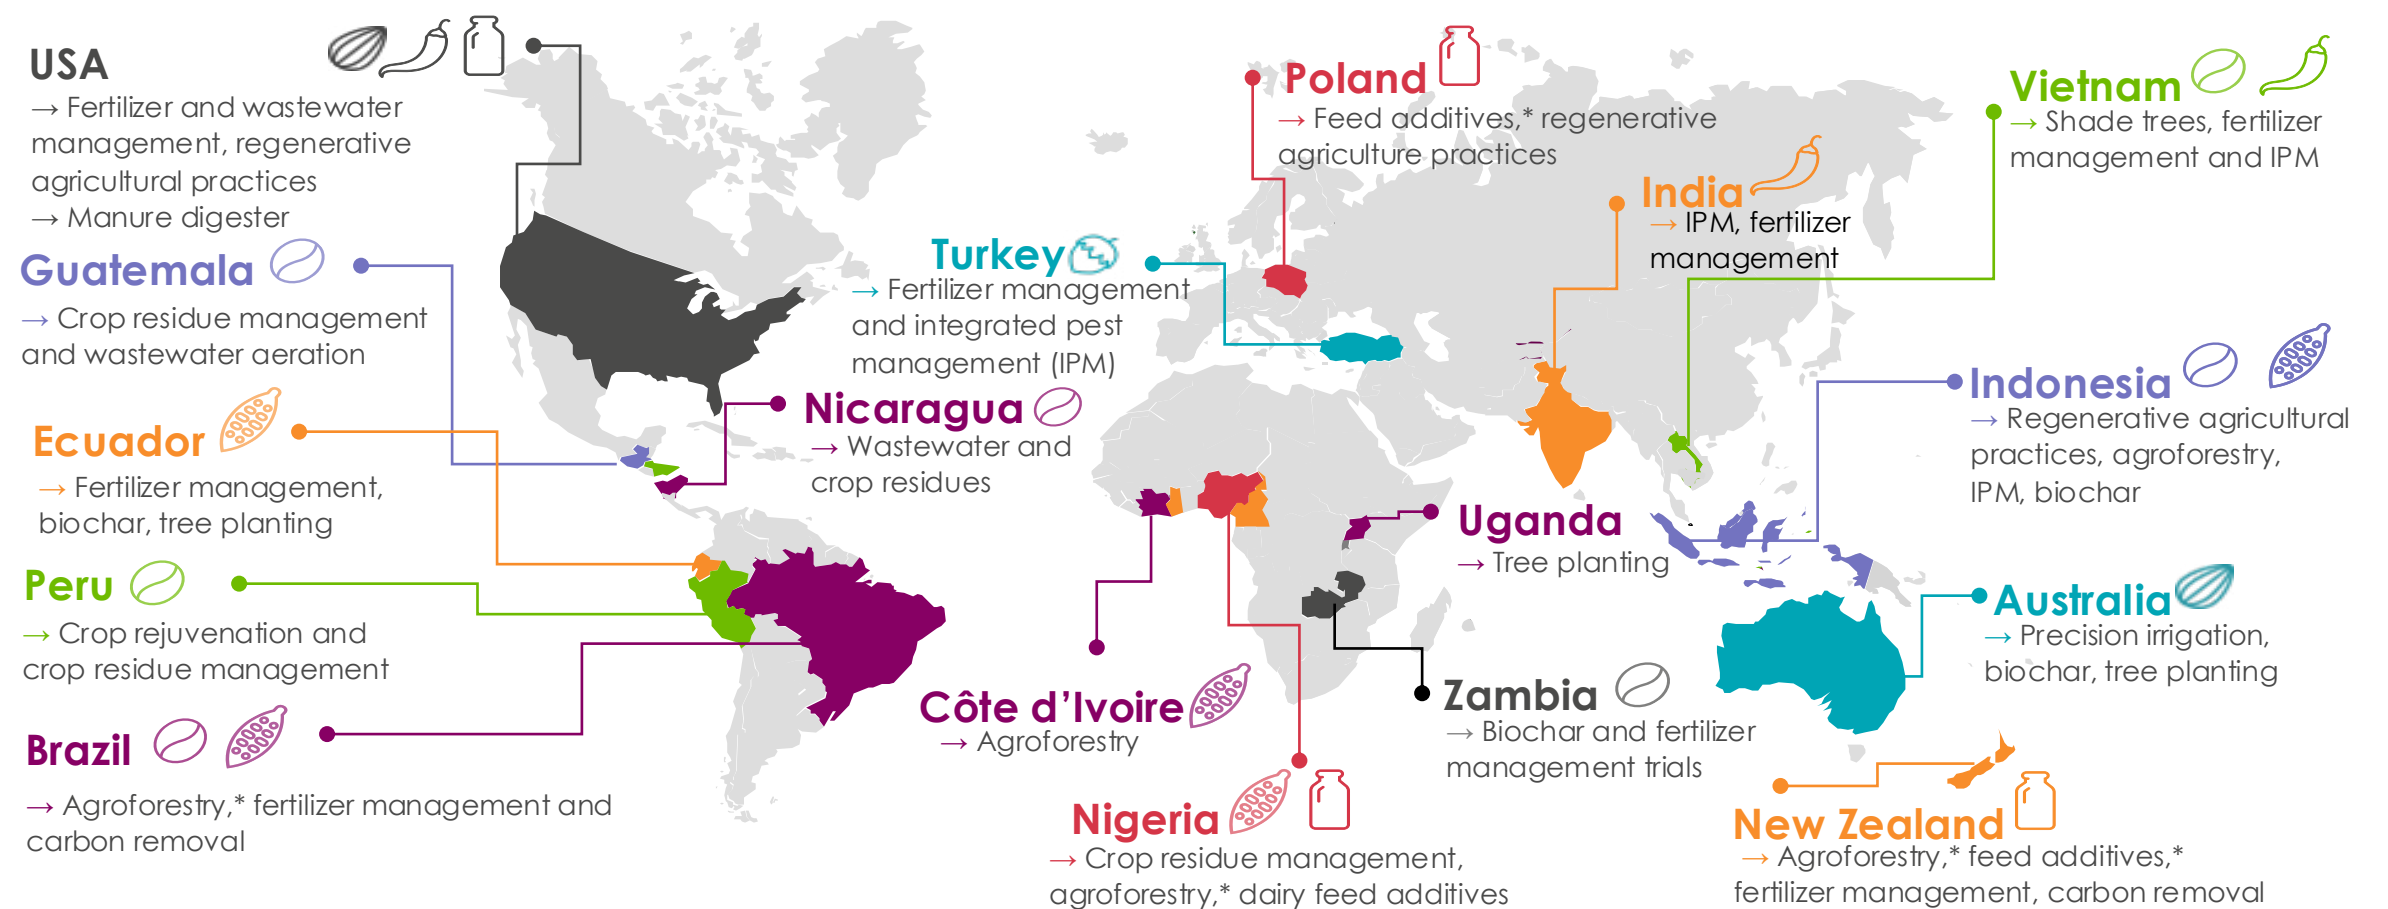 USA
→ Fertilizer and wastewater
management, regenerative
agricultural practices
→ Manure digester
Guatemala
→ Crop residue management
and wastewater aeration
Ecuador
→ Fertilizer management,
biochar, tree planting
Peru
→ Crop rejuvenation and
crop residue management
Brazil
→ Agroforestry,* fertilizer management and
carbon removal
Turkey
→ Fertilizer management
and integrated pest
management (IPM)
Nicaragua
→ Wastewater and
crop residues
Côte d’Ivoire
→ Agroforestry
Nigeria
→ Crop residue management,
agroforestry,* dairy feed additives
Poland
→ Feed additives,* regenerative
agriculture practices
India
→ IPM, fertilizer
management
Uganda
→ Tree planting
Zambia
→ Biochar and fertilizer
management trials
Vietnam
→ Shade trees, fertilizer
management and IPM
Indonesia
→ Regenerative agricultural
practices, agroforestry,
IPM, biochar
Australia
→ Precision irrigation,
biochar, tree planting
New Zealand
→ Agroforestry,* feed additives,*
fertilizer management, carbon removal